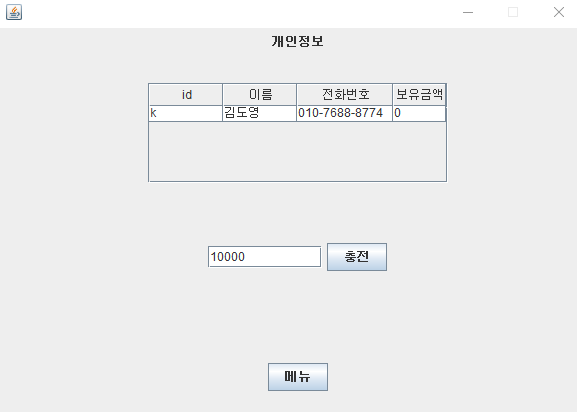 개인정보
id 이름 전화번호 보유금액
k 김도영 010-7688-8774 0
10000 충전
메뉴